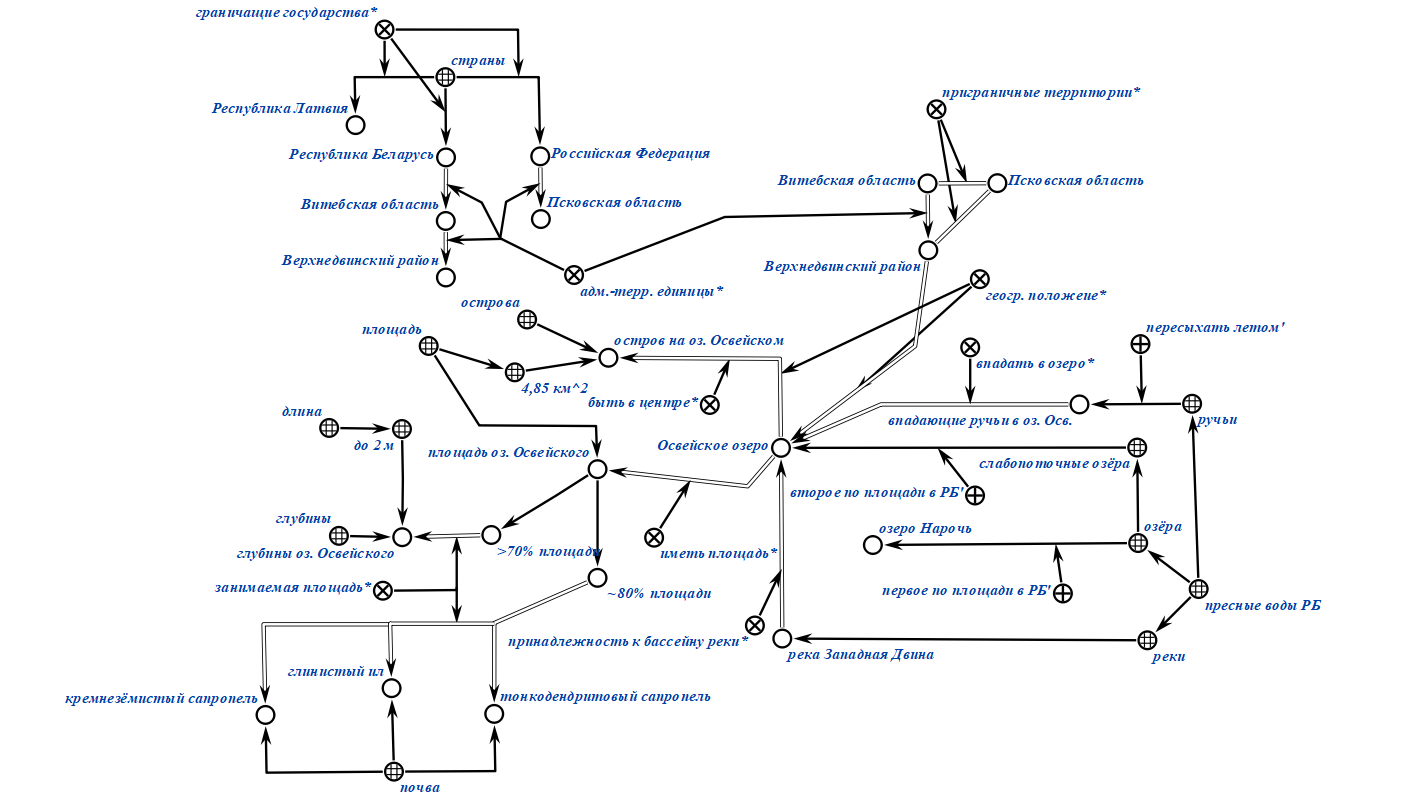 граничащие государства*
страны
Республика Латвия
приграничные территории*
Республика Беларусь
Российская Федерация
Витебская область
Псковская область
Витебская область
Псковская область
Верхнедвинский район
Верхнедвинский район
адм.-терр. единицы*
геогр. положеие*
острова
площадь
остров на оз. Освейском
пересыхать летом'
впадать в озеро*
4,85 км^2
быть в центре*
длина
впадающие ручьи в оз. Осв.
ручьи
до 2 м
площадь оз. Освейского
Освейское озеро
слабопоточные озёра
второе по площади в РБ'
глубины
озеро Нарочь
озёра
глубины оз. Освейского
>70% площади
иметь площадь*
занимаемая площадь*
~80% площади
первое по площади в РБ'
пресные воды РБ
принадлежность к бассейну реки*
река Западная Двина
реки
глинистый ил
кремнезёмистый сапропель
тонкодендритовый сапропель
почва